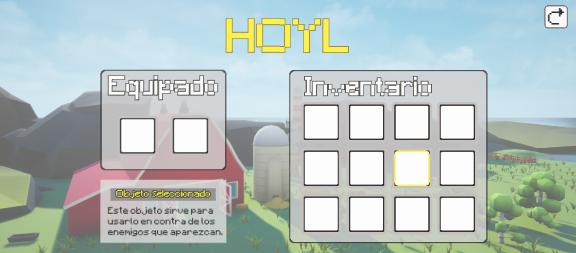 HOYL
Equipado
Inventario
Objeto seleccionado
Este objeto sirve para
usarlo en contra de los
enemigos que aparezcan.